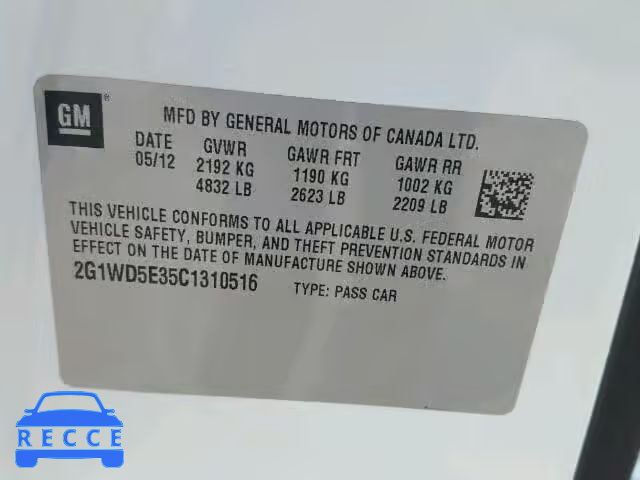 GM ®
MFD BY GENERAL MOTORS OF CANADA LTD.
DATE GVWR GAWR FRT GAWR RR
05/12 2192 KG 1190 KG 1002 KG
4832 LB 2623 LB 2209 LB
THIS VEHICLE CONFORMS TO ALL APPLICABLE U.S. FEDERAL MOTOR
VEHICLE SAFETY, BUMPER, AND THEFT PREVENTION STANDARDS IN
EFFECT ON THE DATE OF MANUFACTURE SHOWN ABOVE.
2G1WD5E35C1310516 TYPE: PASS CAR
RECCE